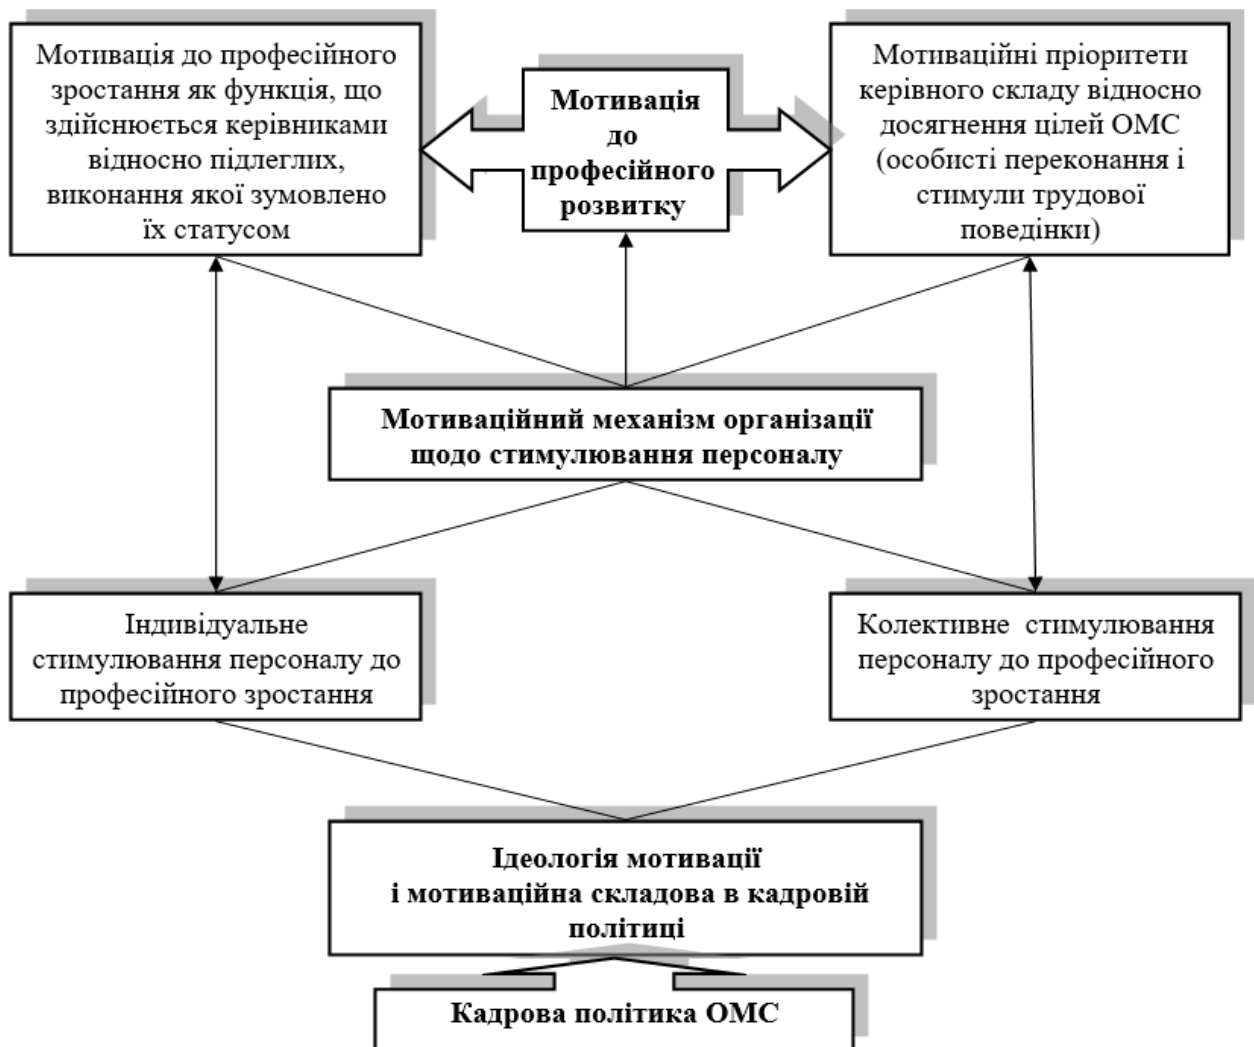 Мотивація до професійного
зростання як функція, що
здійснюється керівниками
відносно підлеглих,
виконання якої зумовлено
їх статусом
Мотивація
до
професійного
розвитку
Мотиваційні пріоритети
керівного складу відносно
досягнення цілей ОМС
(особисті переконання і
стимули трудової
поведінки)
Мотиваційний механізм організації
щодо стимулювання персоналу
Індивідуальне
стимулювання персоналу до
професійного зростання
Колективне стимулювання
персоналу до професійного
зростання
Ідеологія мотивації
і мотиваційна складова в кадровій
політиці
Кадрова політика ОМС